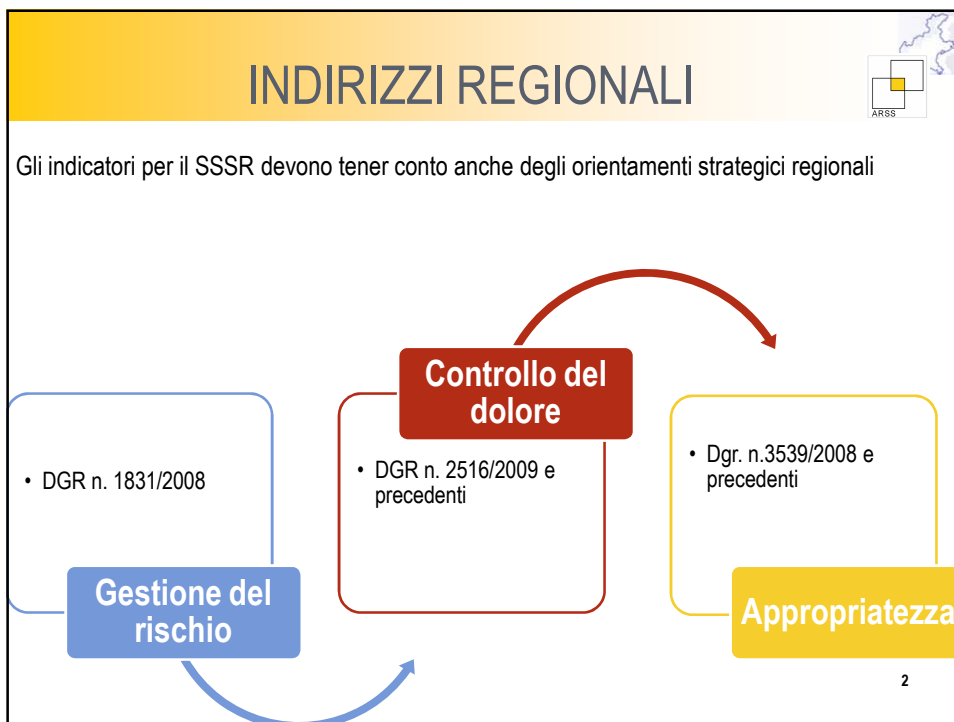 INDIRIZZI REGIONALI
ARSS
Gli indicatori per il SSSR devono tener conto anche degli orientamenti strategici regionali
• DGR n. 1831/2008
Gestione del
rischio
Controllo del
dolore
• DGR n. 2516/2009 e
precedenti
• Dgr. n.3539/2008 e
precedenti
Appropriatezza
2